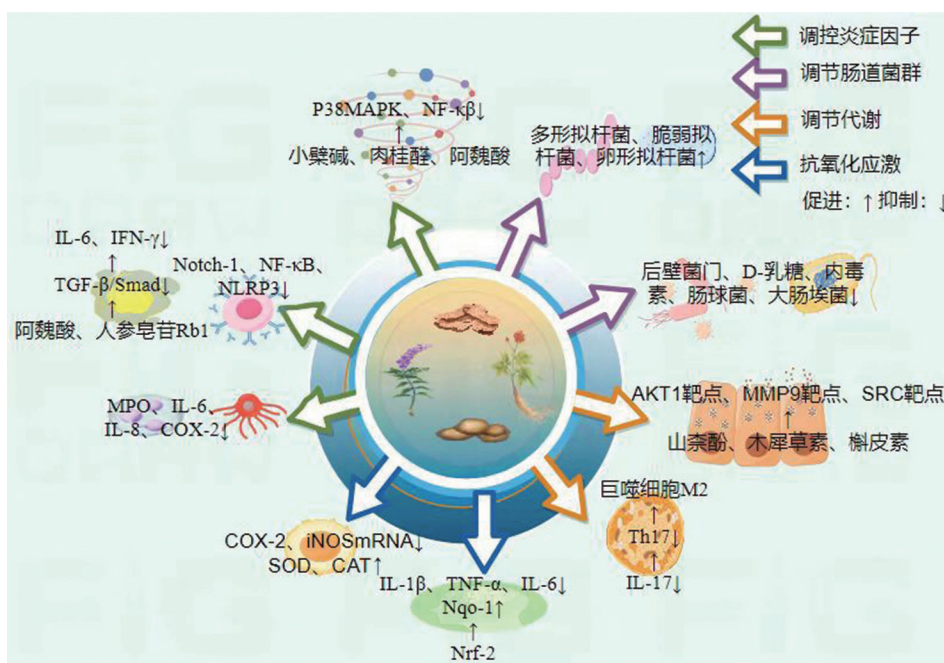 调控炎症因子
调节肠道菌群
调节代谢
抗氧化应激
促进：↑ 抑制：↓
P38MAPK、NF-κβ↓
↑
小檗碱、肉桂醛、阿魏酸
多形拟杆菌、脆弱拟
杆菌、卵形拟杆菌↑
IL-6、IFN-γ↓
↑
TGF-β/Smad↓
↑
阿魏酸、人参皂苷Rb1
Notch-1、NF-κB、
NLRP3↓
后壁菌门、D-乳糖、内毒
素、肠球菌、大肠埃菌↓
MPO、IL-6、
IL-8、COX-2↓
AKT1靶点、MMP9靶点、SRC靶点
↑
山柰酚、木犀草素、槲皮素
COX-2、iNOSmRNA↓
SOD、CAT↑
巨噬细胞M2
↑
Th17↓
↑
IL-17↓
IL-1β、TNF-α、IL-6↓
Nqo-1↑
↑
Nrf-2